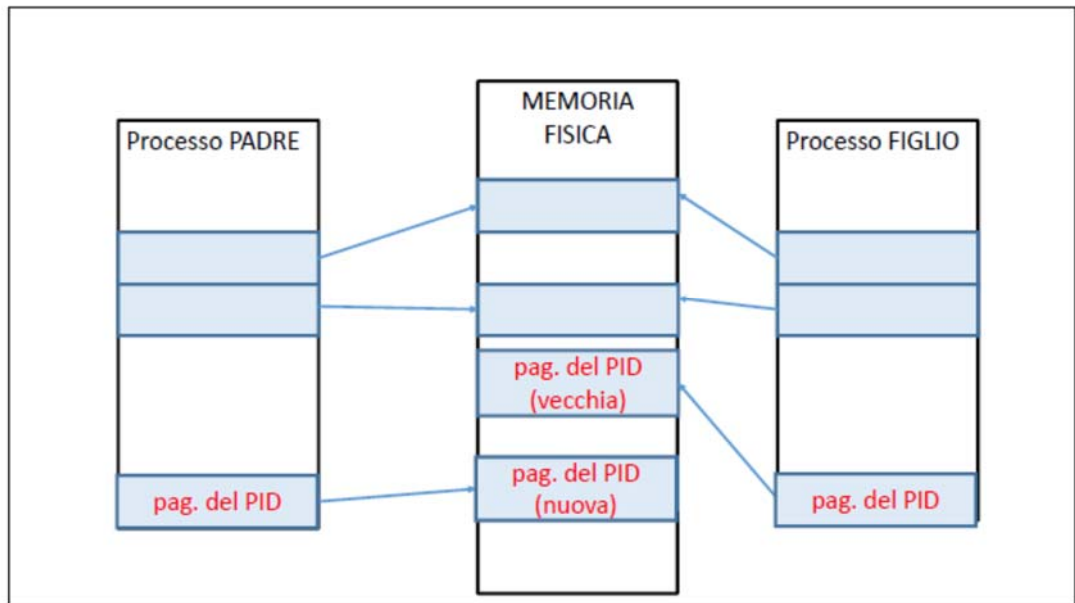 Processo PADRE
MEMORIA
FISICA
Processo FIGLIO
pag. del PID
(vecchia)
pag. del PID
pag. del PID
(nuova)
pag. del PID